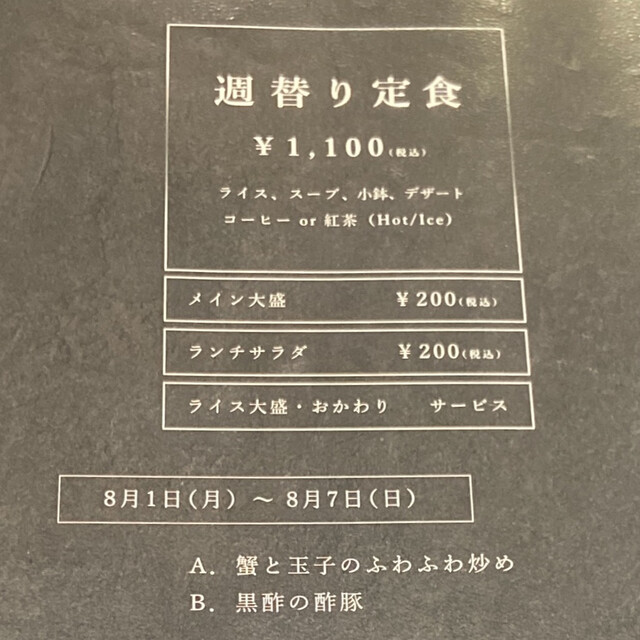 週替り定食
¥1,100(税込)
ライス、スープ、小鉢、デザート
コーヒー or 紅茶（Hot/Ice）
メイン大盛 ¥200(税込)
ランチサラダ ¥200(税込)
ライス大盛・おかわり サービス
8月1日(月) ～ 8月7日(日)
A. 蟹と玉子のふわふわ炒め
B. 黒酢の酢豚